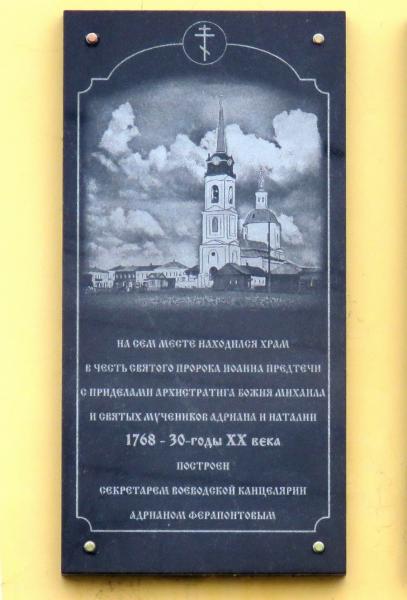 НА СЕМ МЕСТЕ НАХОДИЛСЯ ХРАМ
В ЧЕСТЬ СВЯТОГО ПРОРОКА ИОАННА ПРЕДТЕЧИ
С ПРИДЕЛАМИ АРХИСТРАТИГА БОЖИЯ МИХАИЛА
И СВЯТЫХ МУЧЕНИКОВ АДРИАНА И НАТАЛИИ
1768 - 30-ГОДЫ XX ВЕКА
ПОСТРОЕН
СЕКРЕТАРЕМ ВОЕВОДСКОЙ КАНЦЕЛЯРИИ
АДРИАНОМ ФЕРАПОНТОВЫМ